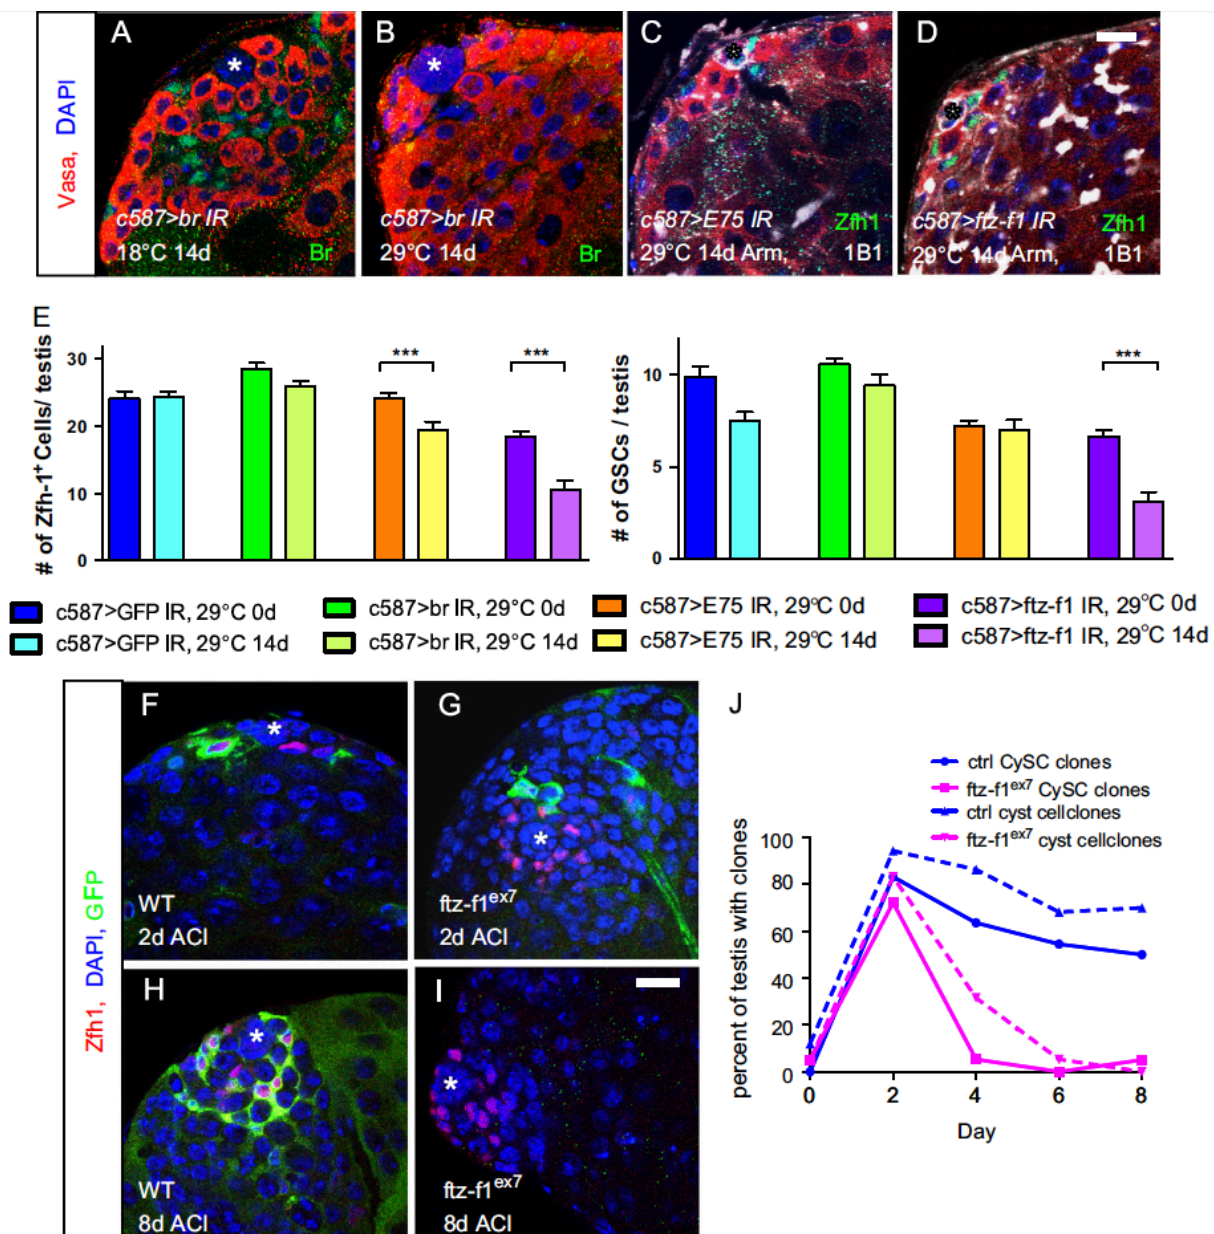 Vasa, DAPI
A
*
c587>br IR
18°C 14d
Br
B
*
c587>br IR
29°C 14d
Br
C
*
c587>E75 IR
Zfh1
29°C 14d Arm, 1B1
D
*
c587>ftz-f1 IR
Zfh1
29°C 14d Arm, 1B1
E
# of Zfh-1+ Cells/ testis
30
20
10
0
***
***
# of GSCs / testis
10
5
0
***
c587>GFP IR, 29°C 0d
c587>GFP IR, 29°C 14d
c587>br IR, 29°C 0d
c587>br IR, 29°C 14d
c587>E75 IR, 29°C 0d
c587>E75 IR, 29°C 14d
c587>ftz-f1 IR, 29°C 0d
c587>ftz-f1 IR, 29°C 14d
Zfh1, DAPI, GFP
F
*
WT
2d ACI
G
*
ftz-f1ex7
2d ACI
H
*
WT
8d ACI
I
*
ftz-f1ex7
8d ACI
J
ctrl CySC clones
ftz-f1ex7 CySC clones
ctrl cyst cellclones
ftz-f1ex7 cyst cellclones
percent of testis with clones
100
80
60
40
20
0
0 2 4 6 8
Day